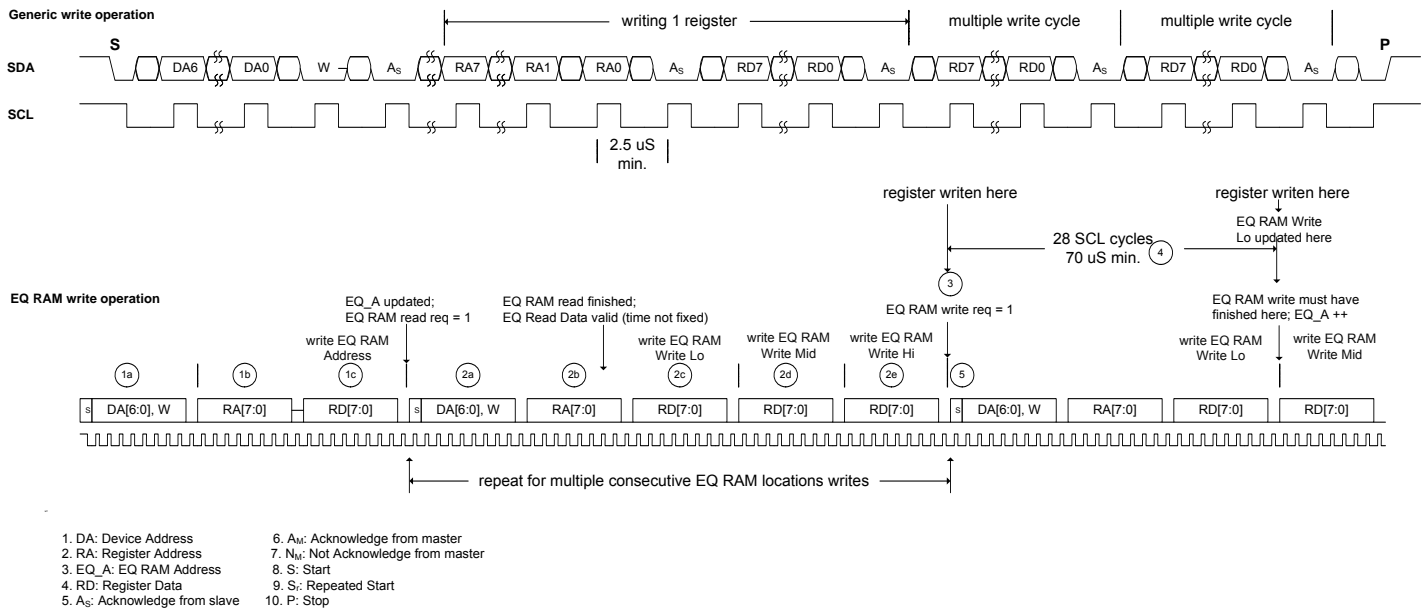 Generic write operation
writing 1 reigster
multiple write cycle
multiple write cycle
S
P
SDA
DA6
DA0
W
As
RA7
RA1
RA0
As
RD7
RD0
As
RD7
RD0
As
RD7
RD0
As
SCL
2.5 uS
min.
register writen here
register writen here
EQ RAM Write
Lo updated here
28 SCL cycles
70 uS min.
4
3
EQ RAM write operation
EQ_A updated;
EQ RAM read req = 1
EQ RAM read finished;
EQ Read Data valid (time not fixed)
EQ RAM write req = 1
EQ RAM write must have
finished here; EQ_A ++
write EQ RAM
Address
write EQ RAM
Write Lo
write EQ RAM
Write Mid
write EQ RAM
Write Hi
write EQ RAM
Write Lo
write EQ RAM
Write Mid
1a
1b
1c
2a
2b
2c
2d
2e
5
S
DA[6:0], W
RA[7:0]
RD[7:0]
S
DA[6:0], W
RA[7:0]
RD[7:0]
RD[7:0]
RD[7:0]
S
DA[6:0], W
RA[7:0]
RD[7:0]
RD[7:0]
repeat for multiple consecutive EQ RAM locations writes
1. DA: Device Address
2. RA: Register Address
3. EQ_A: EQ RAM Address
4. RD: Register Data
5. As: Acknowledge from slave
6. AM: Acknowledge from master
7. NM: Not Acknowledge from master
8. S: Start
9. Sr: Repeated Start
10. P: Stop